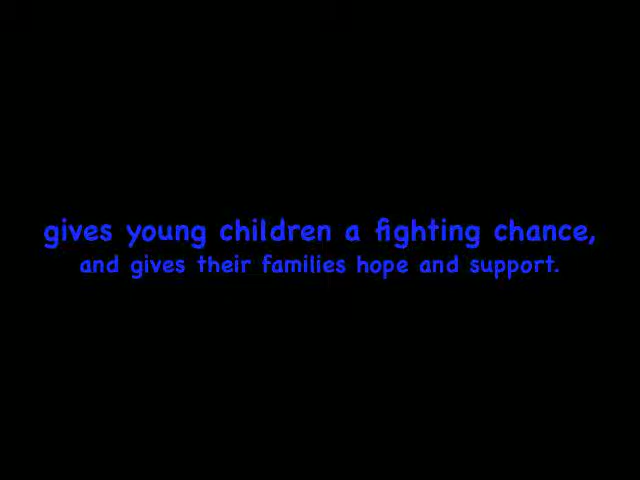 gives young children a fighting chance,
and gives their families hope and support.